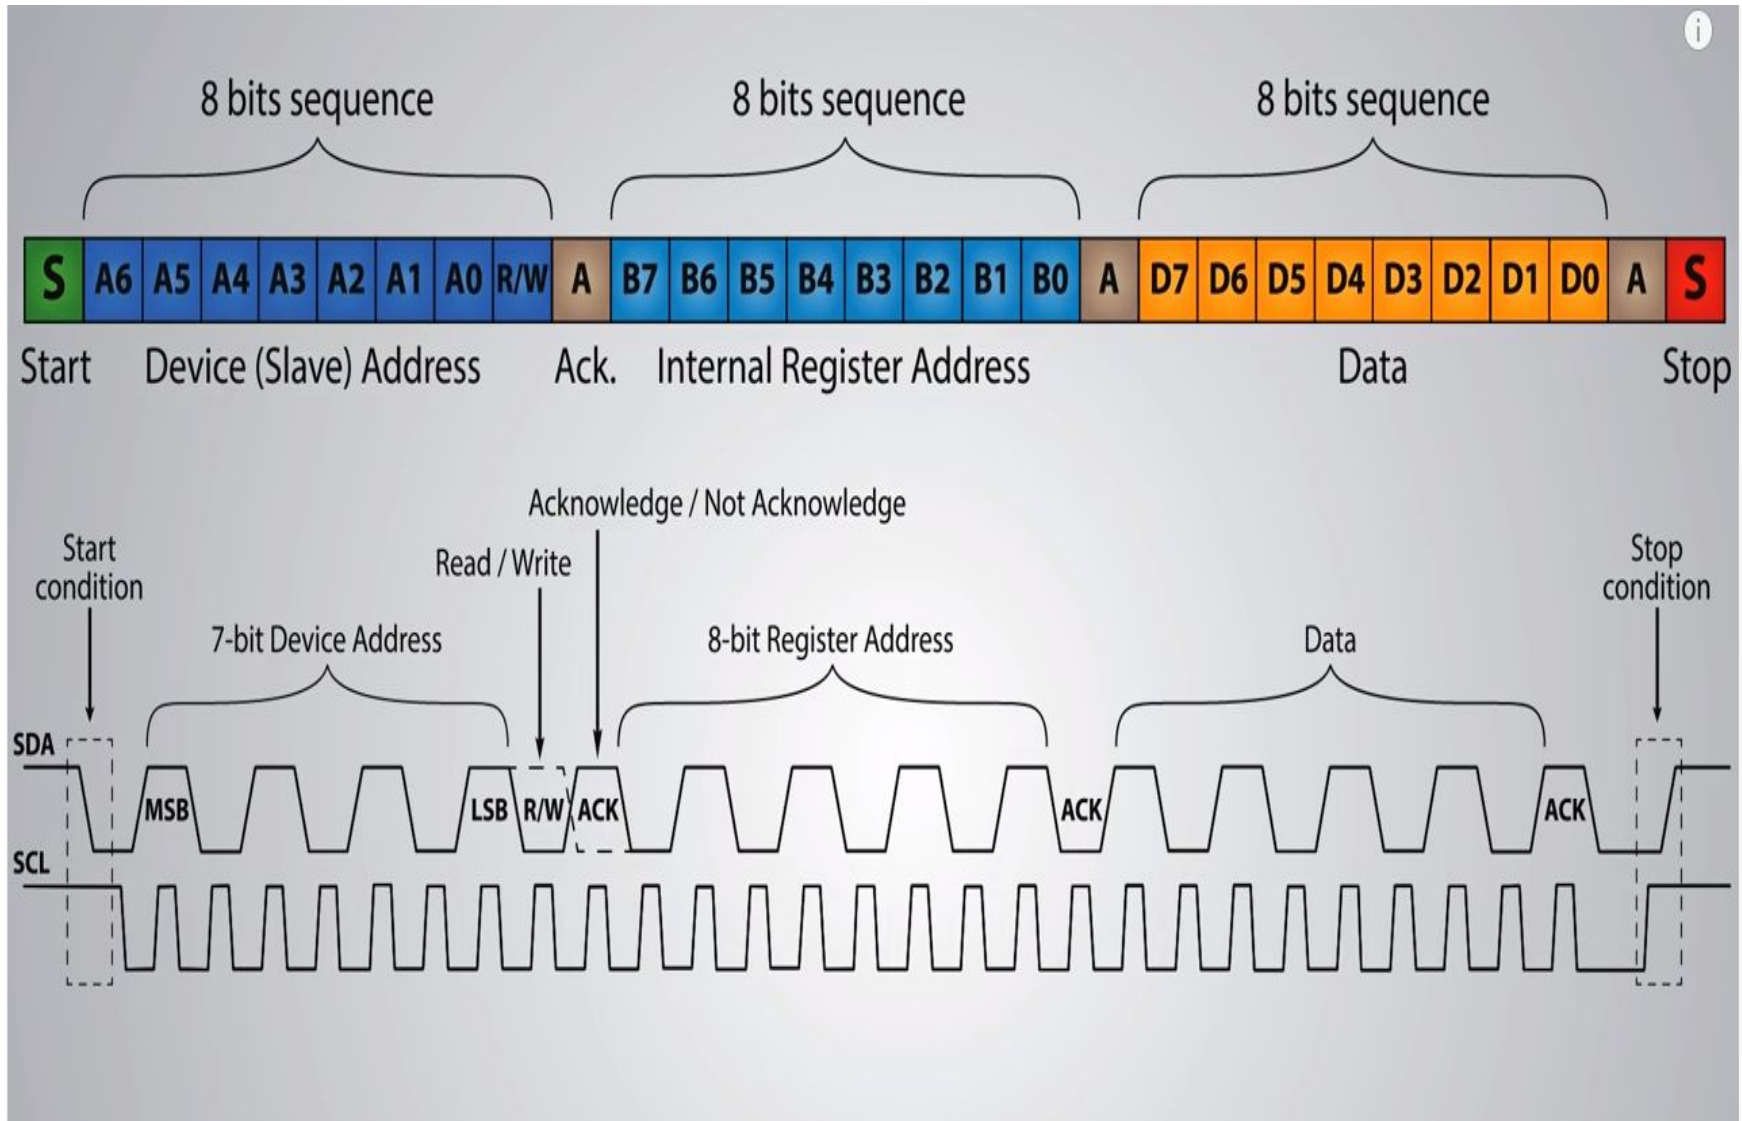 i
8 bits sequence 8 bits sequence 8 bits sequence
S A6 A5 A4 A3 A2 A1 A0 R/W A B7 B6 B5 B4 B3 B2 B1 B0 A D7 D6 D5 D4 D3 D2 D1 D0 A S
Start Device (Slave) Address Ack. Internal Register Address Data Stop
Acknowledge / Not Acknowledge
Start
condition
Read / Write
Stop
condition
7-bit Device Address 8-bit Register Address Data
SDA
MSB LSB R/W ACK ACK ACK
SCL